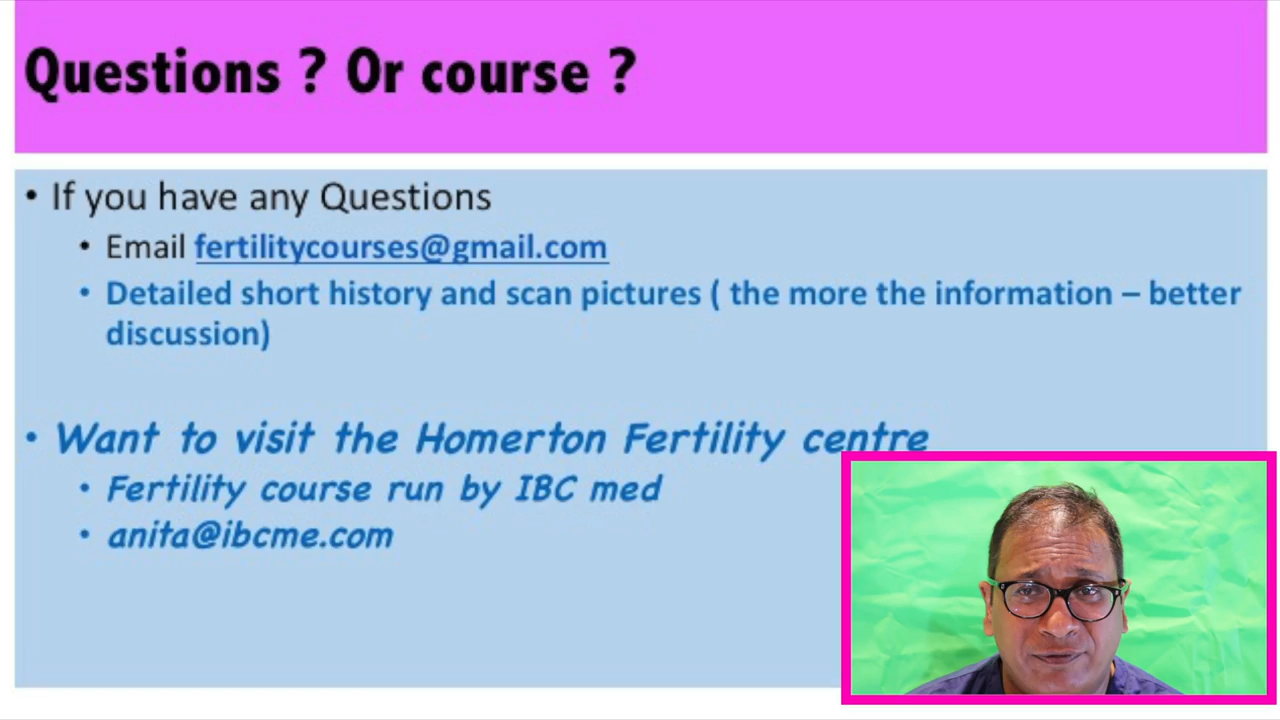 Questions ? Or course ?
• If you have any Questions
• Email fertilitycourses@gmail.com
• Detailed short history and scan pictures ( the more the information – better
discussion)
• Want to visit the Homerton Fertility centre
• Fertility course run by IBC med
• anita@ibcme.com